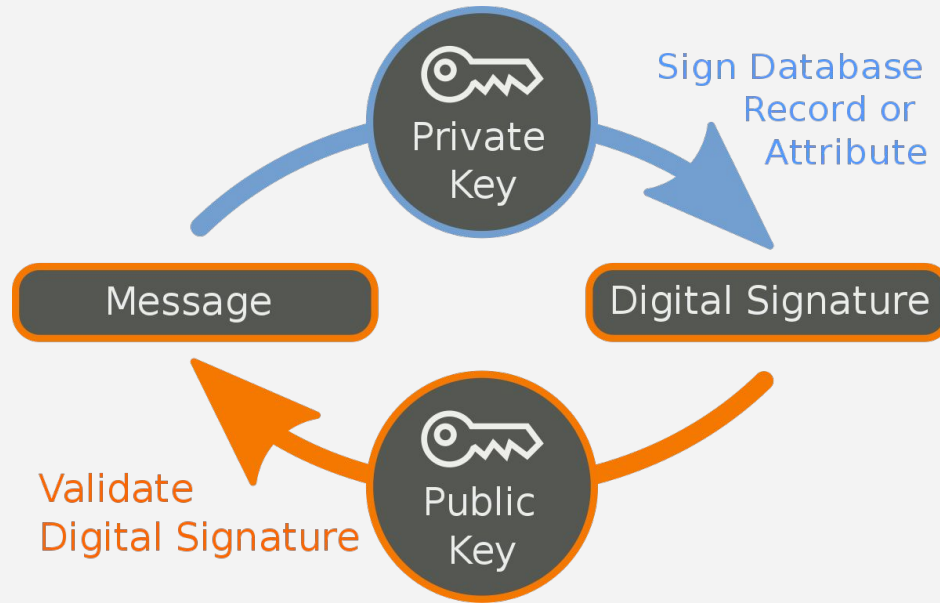 Private
Key
Sign Database
Record or
Attribute
Message
Digital Signature
Public
Key
Validate
Digital Signature